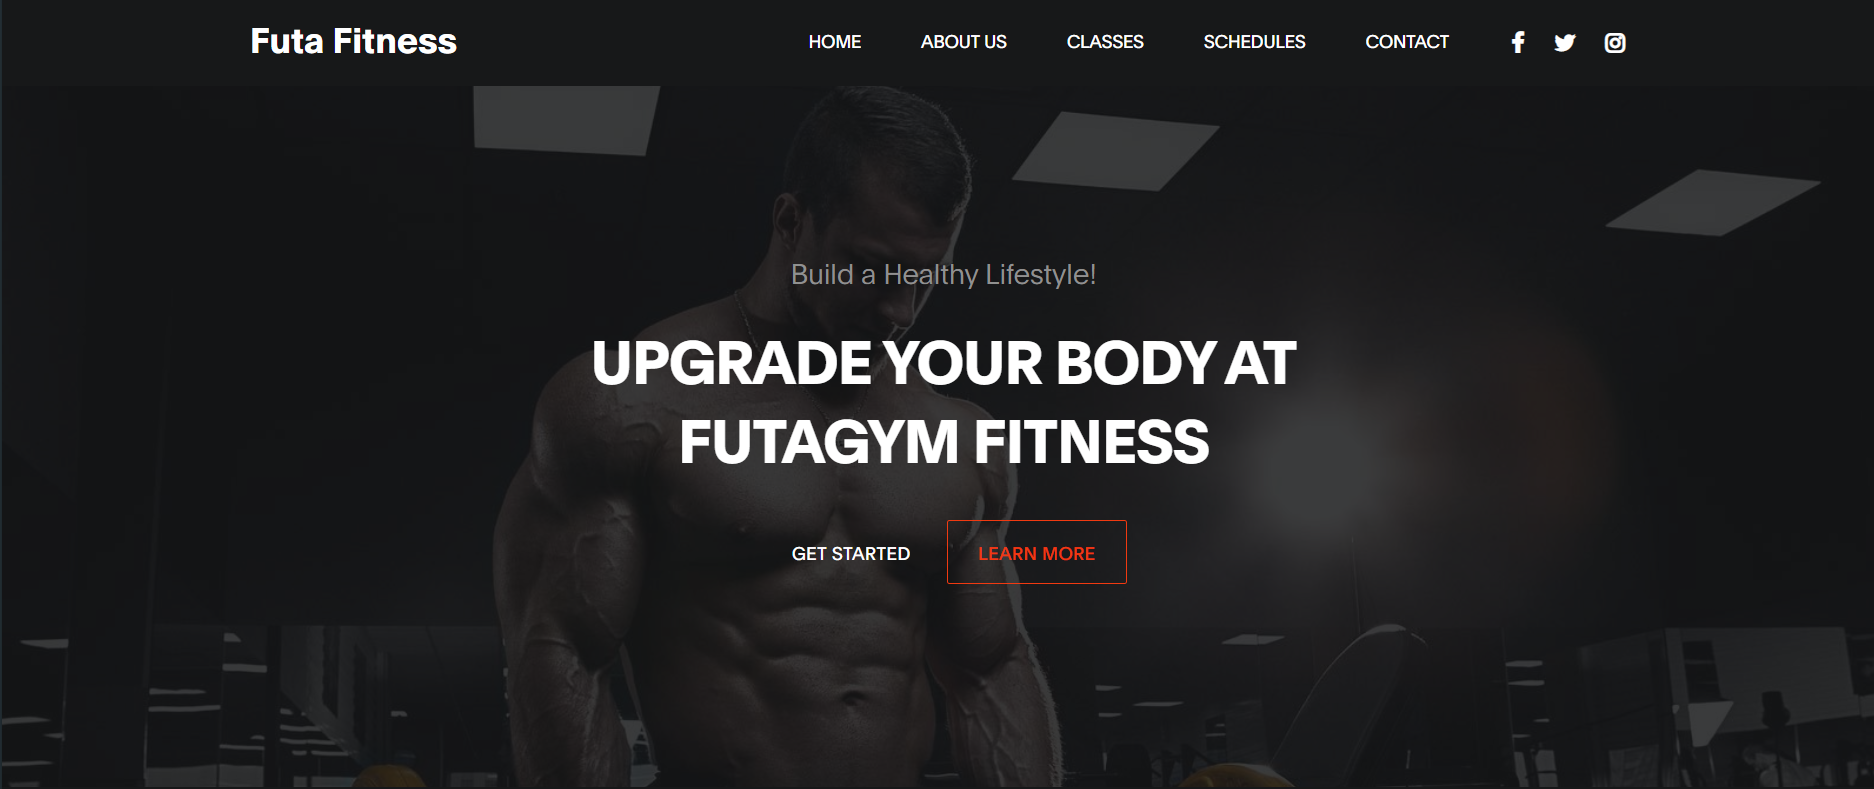 Futa Fitness
HOME ABOUT US CLASSES SCHEDULES CONTACT
Build a Healthy Lifestyle!
UPGRADE YOUR BODY AT
FUTAGYM FITNESS
GET STARTED LEARN MORE